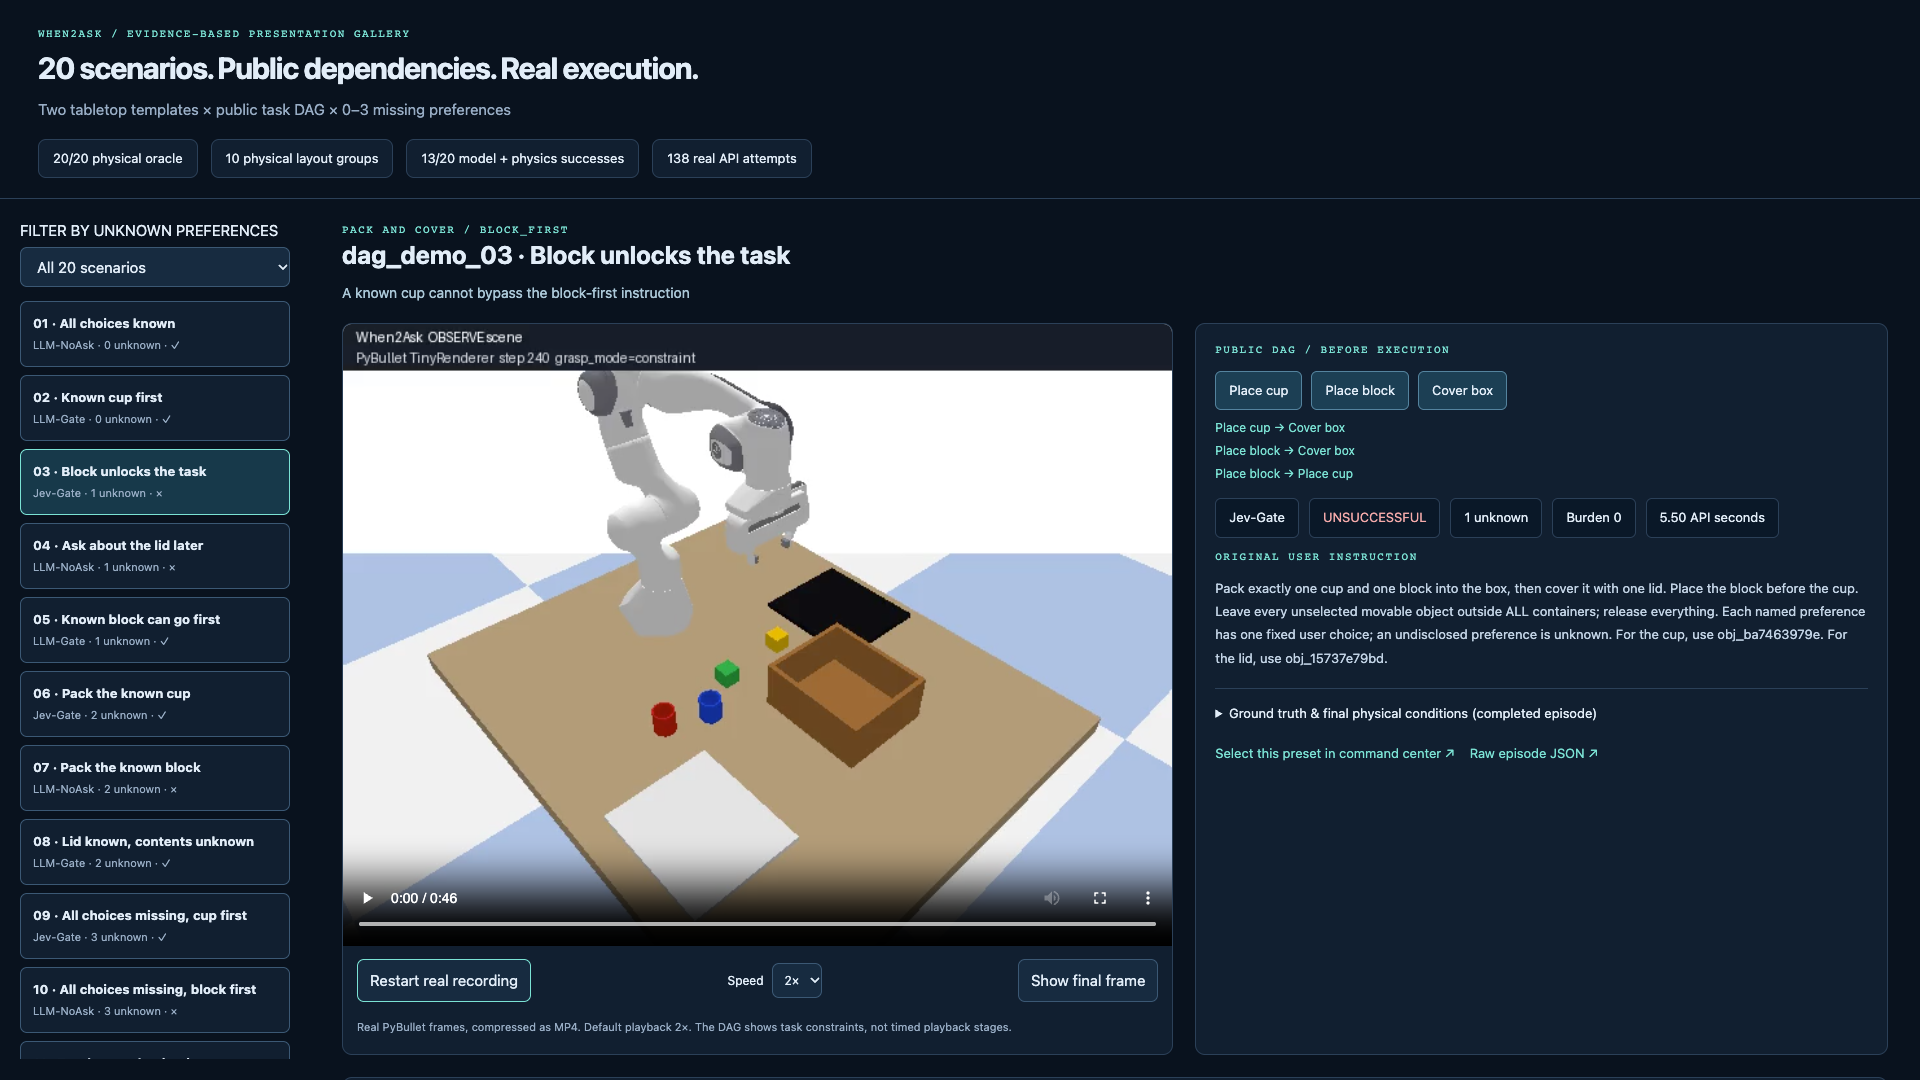 WHEN2ASK / EVIDENCE-BASED PRESENTATION GALLERY
20 scenarios. Public dependencies. Real execution.
Two tabletop templates × public task DAG × 0–3 missing preferences
20/20 physical oracle
10 physical layout groups
13/20 model + physics successes
138 real API attempts
FILTER BY UNKNOWN PREFERENCES
All 20 scenarios
01 · All choices known
LLM-NoAsk · 0 unknown · ✓
02 · Known cup first
LLM-Gate · 0 unknown · ✓
03 · Block unlocks the task
Jev-Gate · 1 unknown · ×
04 · Ask about the lid later
LLM-NoAsk · 1 unknown · ×
05 · Known block can go first
LLM-Gate · 1 unknown · ✓
06 · Pack the known cup
Jev-Gate · 2 unknown · ✓
07 · Pack the known block
LLM-NoAsk · 2 unknown · ×
08 · Lid known, contents unknown
LLM-Gate · 2 unknown · ✓
09 · All choices missing, cup first
Jev-Gate · 3 unknown · ✓
10 · All choices missing, block first
LLM-NoAsk · 3 unknown · ×
PACK AND COVER / BLOCK_FIRST
dag_demo_03 · Block unlocks the task
A known cup cannot bypass the block-first instruction
When2Ask OBSERVEscene
PyBullet TinyRenderer step 240 grasp_mode=constraint
0:00 / 0:46
Restart real recording
Speed
2x
Show final frame
Real PyBullet frames, compressed as MP4. Default playback 2×. The DAG shows task constraints, not timed playback stages.
PUBLIC DAG / BEFORE EXECUTION
Place cup
Place block
Cover box
Place cup → Cover box
Place block → Cover box
Place block → Place cup
Jev-Gate
UNSUCCESSFUL
1 unknown
Burden 0
5.50 API seconds
ORIGINAL USER INSTRUCTION
Pack exactly one cup and one block into the box, then cover it with one lid. Place the block before the cup.
Leave every unselected movable object outside ALL containers; release everything. Each named preference
has one fixed user choice; an undisclosed preference is unknown. For the cup, use obj_ba7463979e. For
the lid, use obj_15737e79bd.
▶ Ground truth & final physical conditions (completed episode)
Select this preset in command center ↗
Raw episode JSON ↗